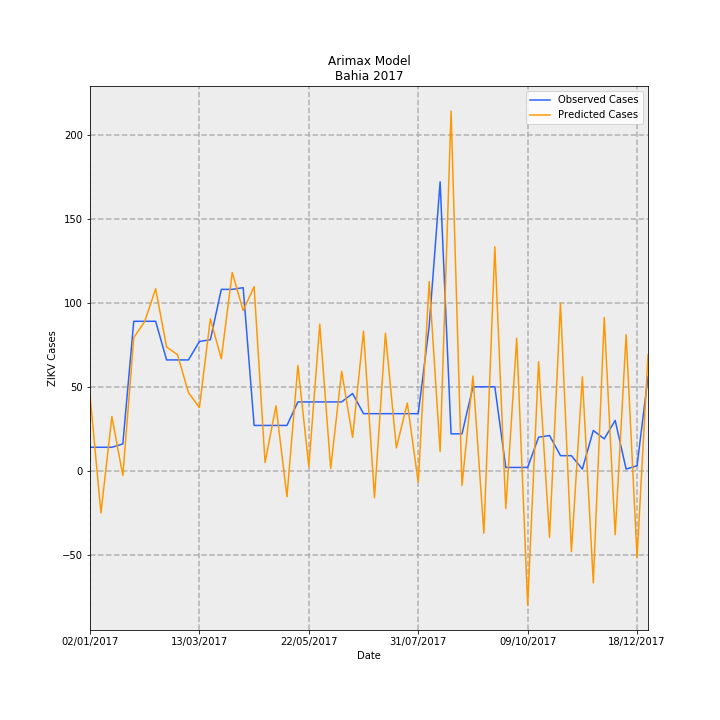 Arimax Model
Bahia 2017
Observed Cases
Predicted Cases
200
150
100
50
0
−50
ZIKV Cases
02/01/2017 13/03/2017 22/05/2017 31/07/2017 09/10/2017 18/12/2017
Date